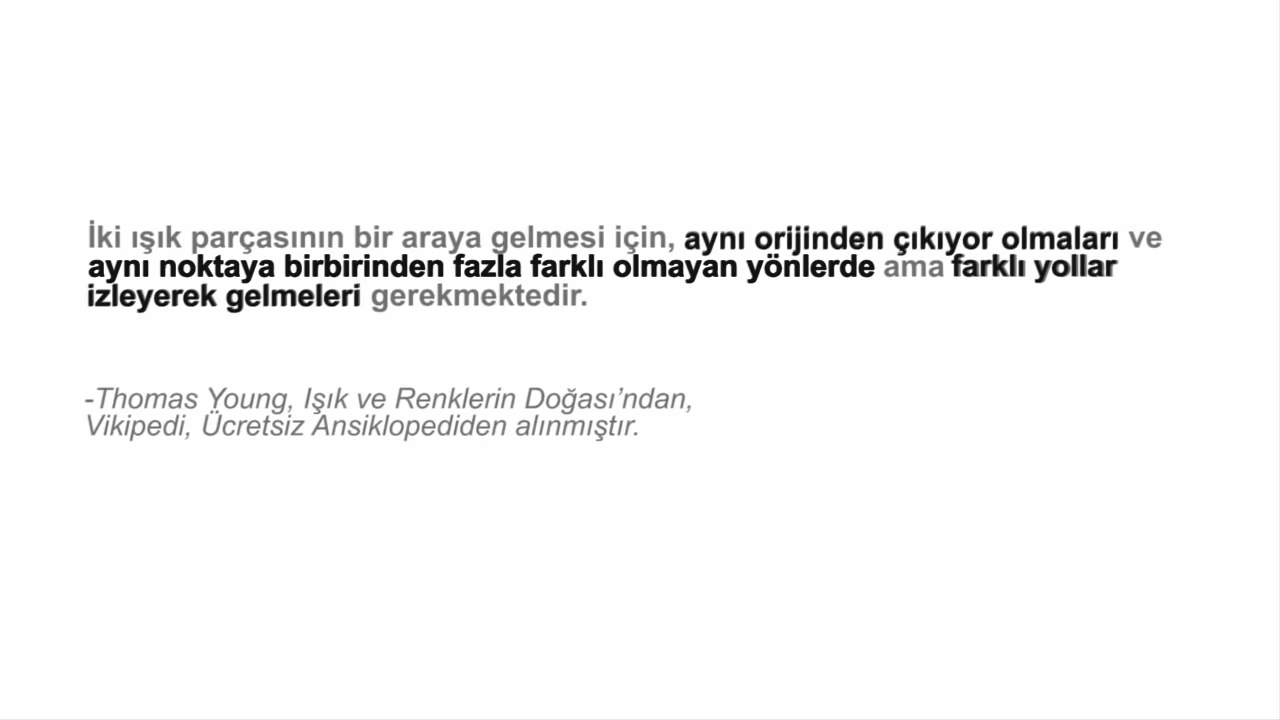 İki ışık parçasının bir araya gelmesi için, aynı orijinden çıkıyor olmaları ve
aynı noktaya birbirinden fazla farklı olmayan yönlerde ama farklı yollar
izleyerek gelmeleri gerekmektedir.
-Thomas Young, Işık ve Renklerin Doğası’ndan,
Vikipedi, Ücretsiz Ansiklopediden alınmıştır.